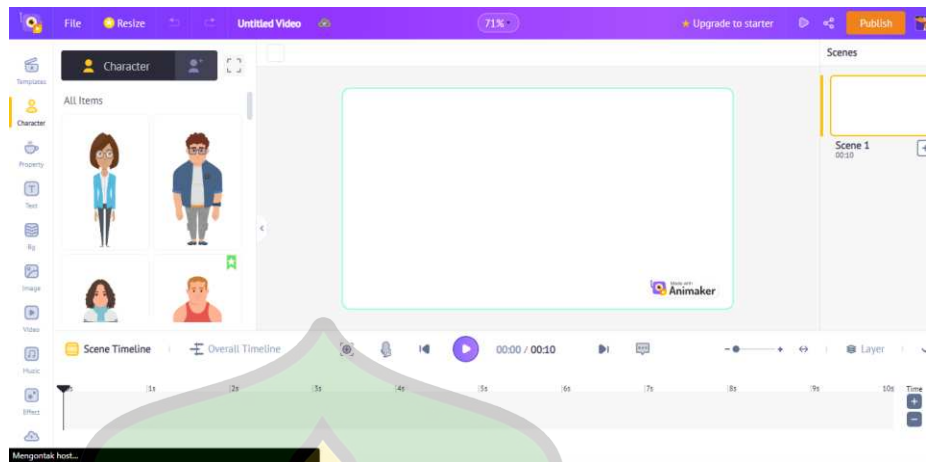 File Resize Untitled Video 71% Upgrade to starter Publish
Templates
Character
Property
Text
Bg
Image
Video
Music
Effect
Character
All Items
Scenes
Scene 1
00:10
Made with
Animaker
Scene Timeline Overall Timeline 00:00 / 00:10 Layer
1s 2s 3s 4s 5s 6s 7s 8s 9s 10s Time
Mengontak host...